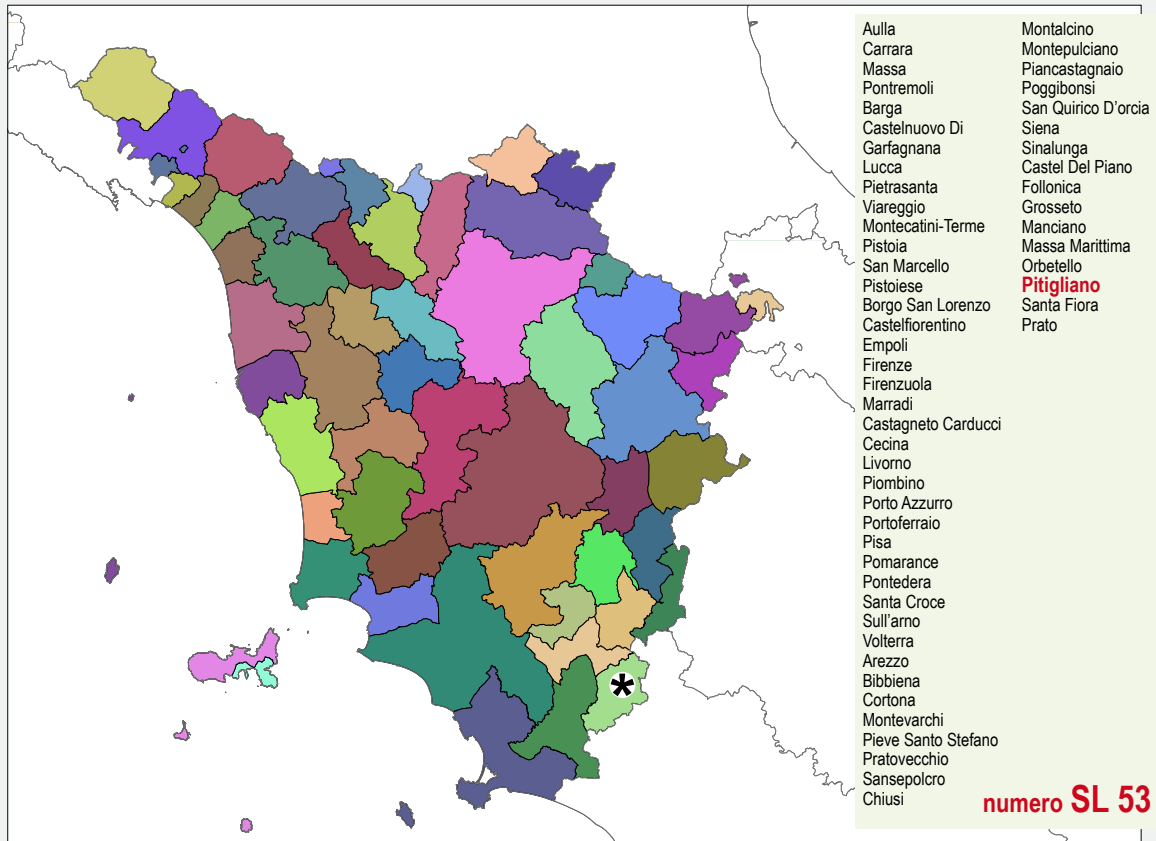 Aulla
Carrara
Massa
Pontremoli
Barga
Castelnuovo Di
Garfagnana
Lucca
Pietrasanta
Viareggio
Montecatini-Terme
Pistoia
San Marcello
Pistoiese
Borgo San Lorenzo
Castelfiorentino
Empoli
Firenze
Firenzuola
Marradi
Castagneto Carducci
Cecina
Livorno
Piombino
Porto Azzurro
Portoferraio
Pisa
Pomarance
Pontedera
Santa Croce
Sull'arno
Volterra
Arezzo
Bibbiena
Cortona
Montevarchi
Pieve Santo Stefano
Pratovecchio
Sansepolcro
Chiusi
Montalcino
Montepulciano
Piancastagnaio
Poggibonsi
San Quirico D'orcia
Siena
Sinalunga
Castel Del Piano
Follonica
Grosseto
Manciano
Massa Marittima
Orbetello
Pitigliano
Santa Fiora
Prato
numero SL 53
*